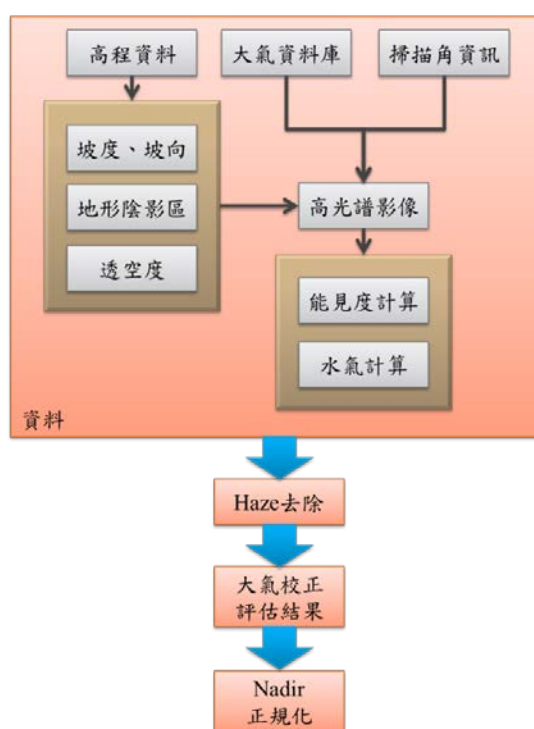 高程資料
大氣資料庫
掃描角資訊
坡度、坡向
地形陰影區
透空度
高光譜影像
能見度計算
水氣計算
資料
Haze去除
大氣校正
評估結果
Nadir
正規化